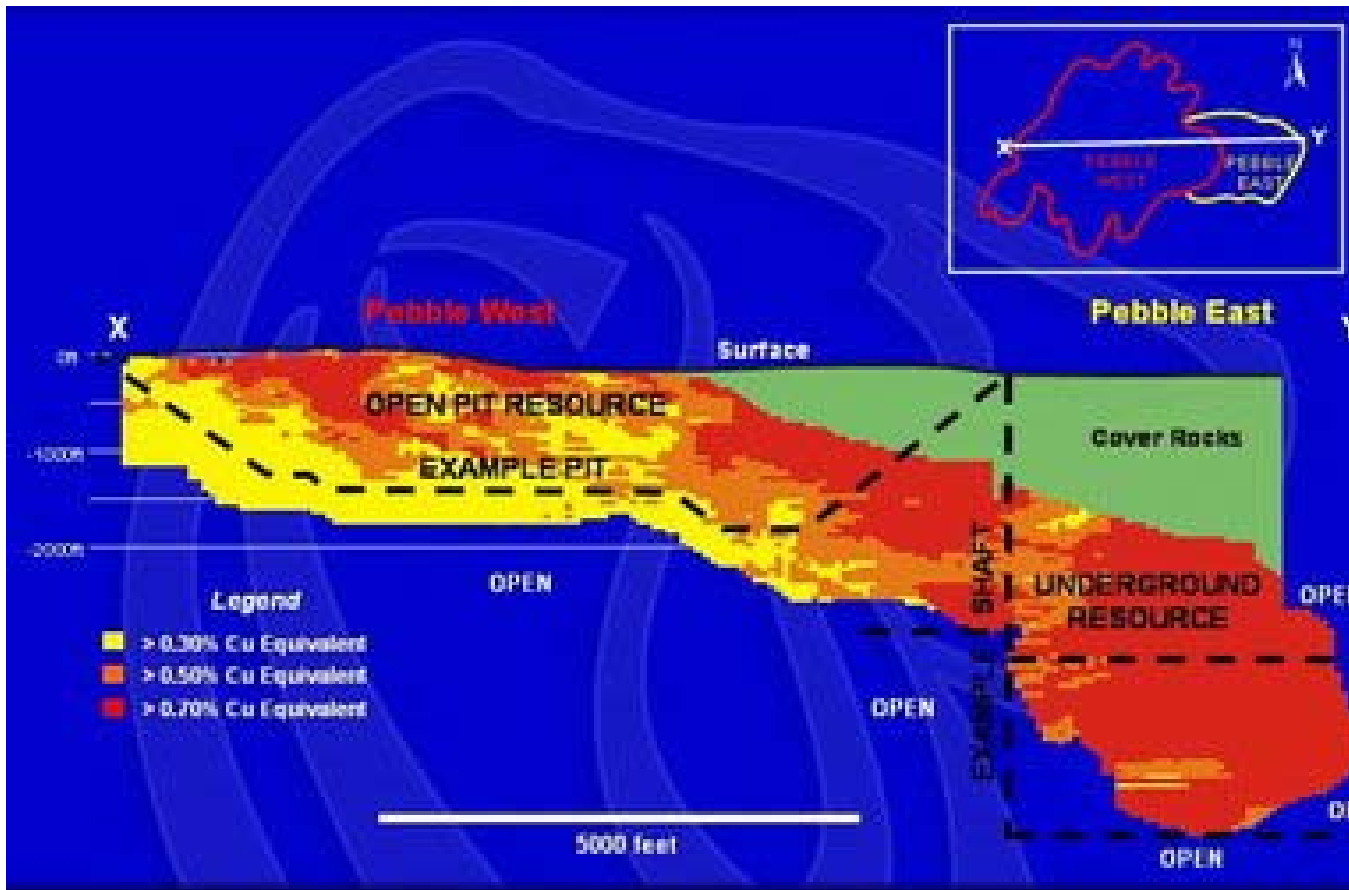 N
X
Y
PEBBLE
WEST
PEBBLE
EAST
Pebble West
Pebble East
X
Y
Surface
0ft
OPEN PIT RESOURCE
Cover Rocks
-1000ft
EXAMPLE PIT
-2000ft
OPEN
EXAMPLE SHAFT
UNDERGROUND
RESOURCE
OPEN
Legend
> 0.30% Cu Equivalent
> 0.50% Cu Equivalent
> 0.70% Cu Equivalent
OPEN
5000 feet
OPEN